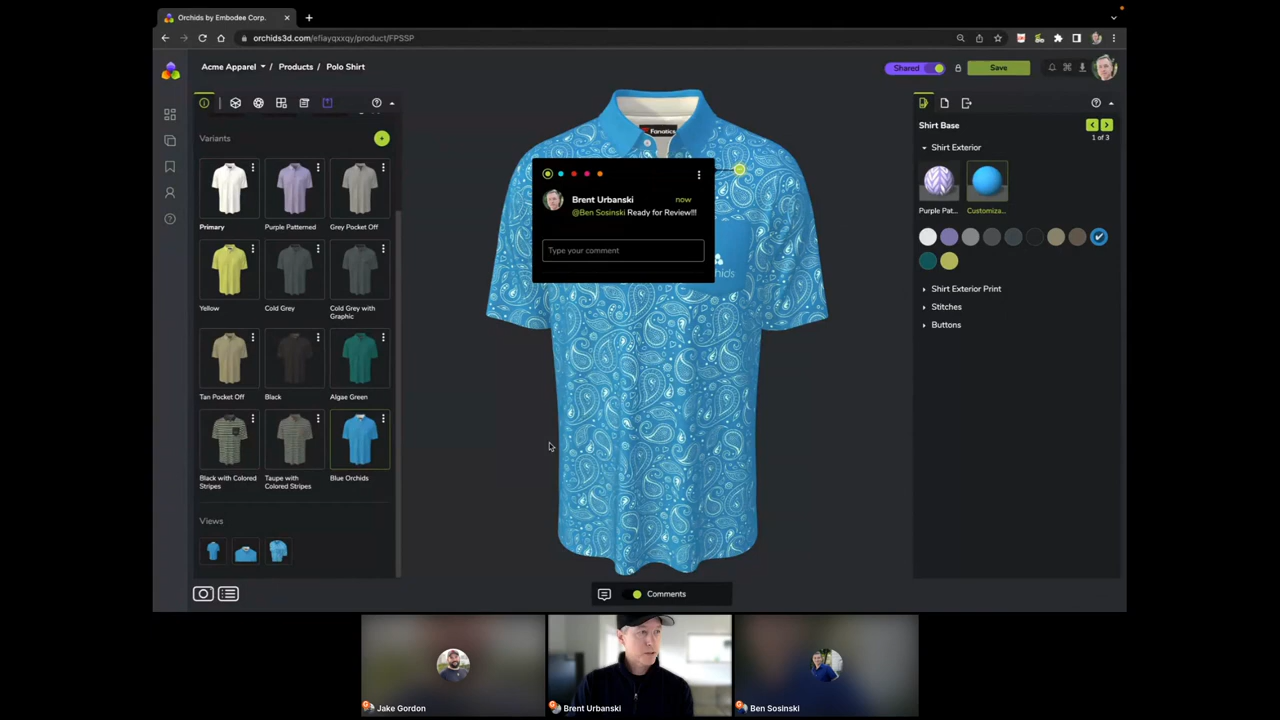 Orchids by Embodee Corp.
orchids3d.com/efiayqxxqy/product/FPSSP
Acme Apparel / Products / Polo Shirt
Shared
Save
Variants
Primary
Purple Patterned
Grey Pocket Off
Yellow
Cold Grey
Cold Grey with
Graphic
Tan Pocket Off
Black
Algae Green
Black with Colored
Stripes
Taupe with
Colored Stripes
Blue Orchids
Views
Fanatics
Brent Urbanski
now
@Ben Sosinski Ready for Review!!!
Type your comment
hids
Comments
Shirt Base
1 of 3
Shirt Exterior
Purple Pat...
Customiza...
Shirt Exterior Print
Stitches
Buttons
Jake Gordon
Brent Urbanski
Ben Sosinski